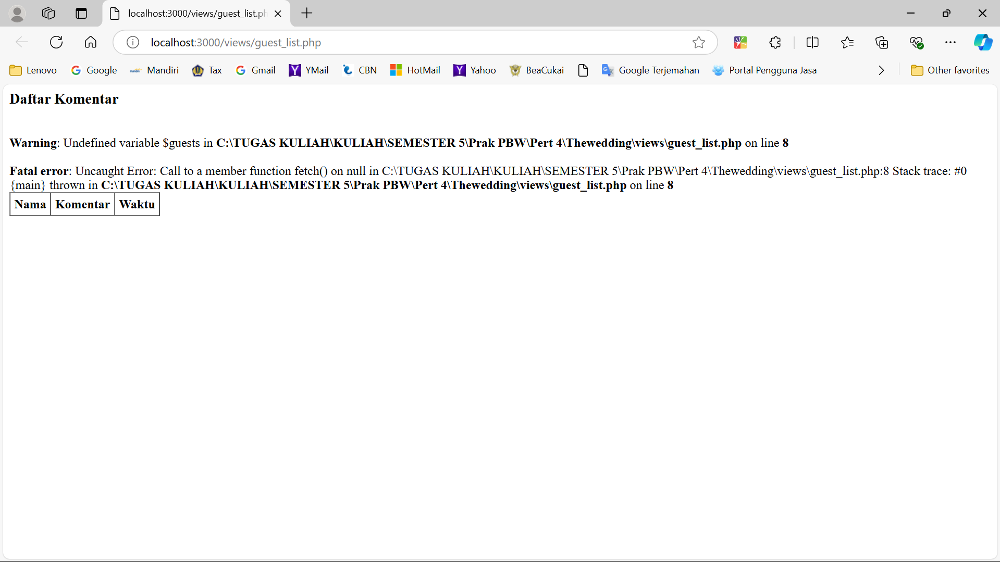 localhost:3000/views/guest_list.ph
localhost:3000/views/guest_list.php
Lenovo Google Mandiri Tax Gmail YMail CBN HotMail Yahoo BeaCukai Google Terjemahan Portal Pengguna Jasa Other favorites
Daftar Komentar
Warning: Undefined variable $guests in C:\TUGAS KULIAH\KULIAH\SEMESTER 5\Prak PBW\Pert 4\Thewedding\views\guest_list.php on line 8
Fatal error: Uncaught Error: Call to a member function fetch() on null in C:\TUGAS KULIAH\KULIAH\SEMESTER 5\Prak PBW\Pert 4\Thewedding\views\guest_list.php:8 Stack trace: #0
{main} thrown in C:\TUGAS KULIAH\KULIAH\SEMESTER 5\Prak PBW\Pert 4\Thewedding\views\guest_list.php on line 8
Nama Komentar Waktu